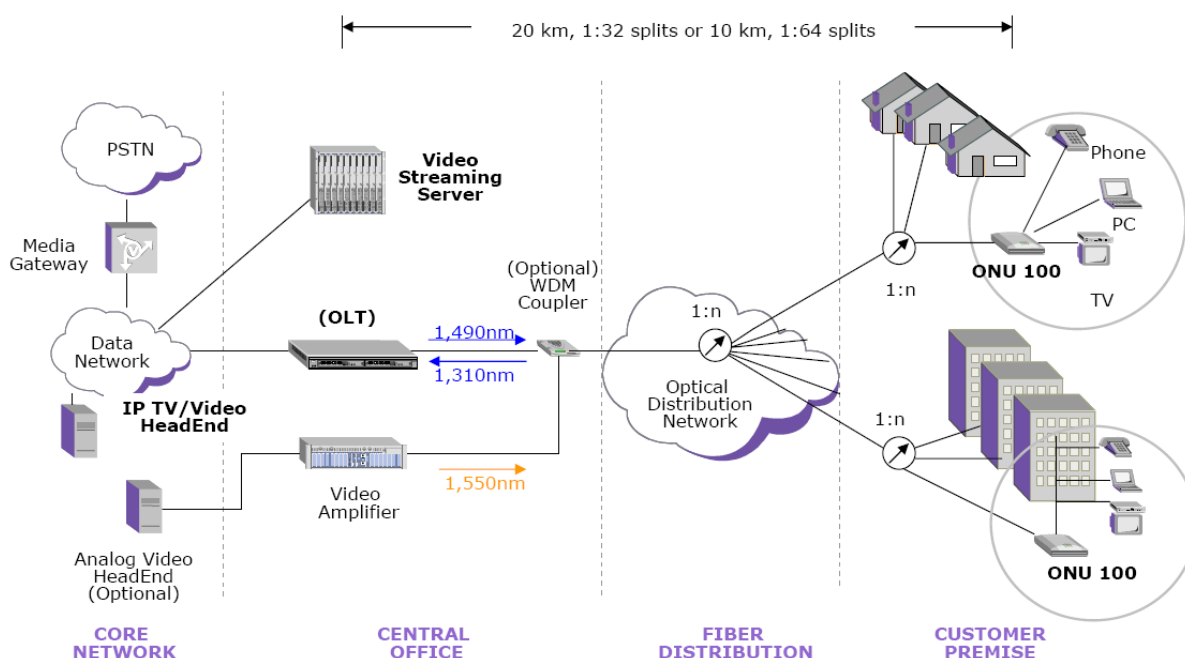 20 km, 1:32 splits or 10 km, 1:64 splits
PSTN
Media
Gateway
Data
Network
IP TV/Video
HeadEnd
Analog Video
HeadEnd
(Optional)
Video
Streaming
Server
(OLT)
1,490nm
1,310nm
(Optional)
WDM
Coupler
Video
Amplifier
1,550nm
1:n
Optical
Distribution
Network
1:n
Phone
PC
TV
ONU 100
1:n
ONU 100
CORE
NETWORK
CENTRAL
OFFICE
FIBER
DISTRIBUTION
CUSTOMER
PREMISE